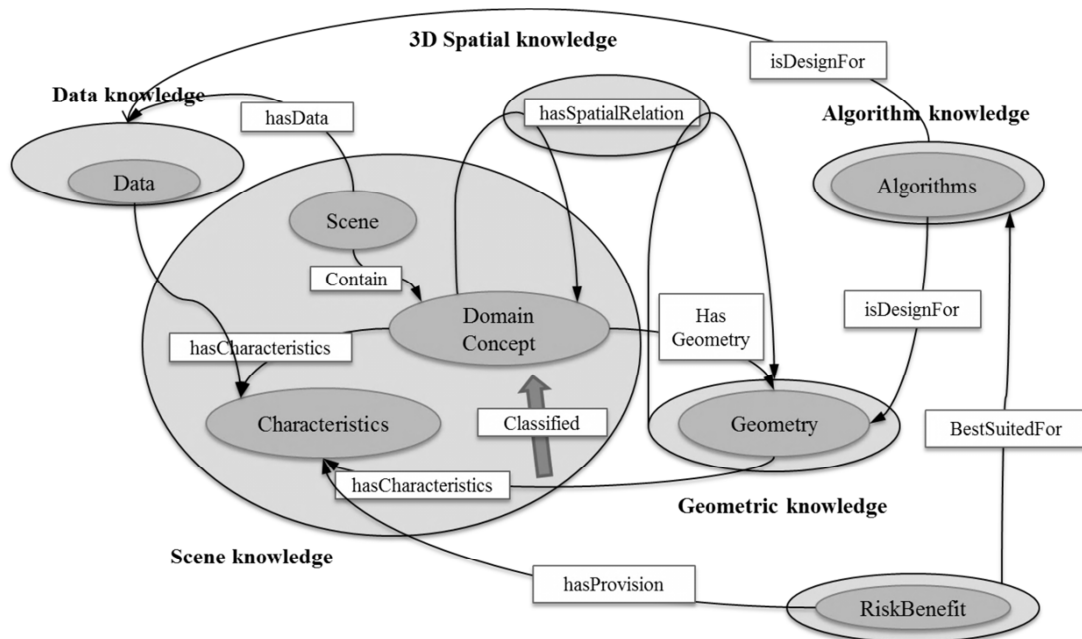 3D Spatial knowledge
isDesignFor
Data knowledge
hasData
hasSpatialRelation
Algorithm knowledge
Data
Algorithms
Scene
Contain
Domain
Concept
Has
Geometry
isDesignFor
hasCharacteristics
Characteristics
Classified
Geometry
BestSuitedFor
hasCharacteristics
Geometric knowledge
Scene knowledge
hasProvision
RiskBenefit